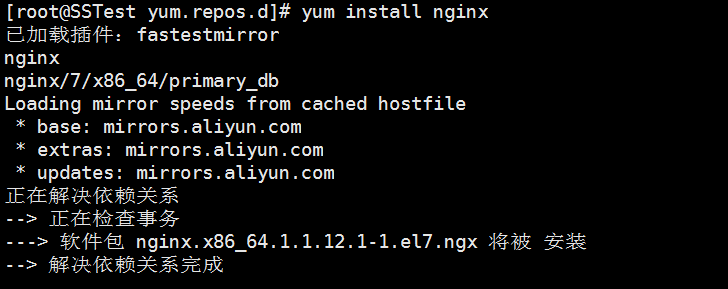 [root@SSTest yum.repos.d]# yum install nginx
已加载插件：fastestmirror
nginx
nginx/7/x86_64/primary_db
Loading mirror speeds from cached hostfile
 * base: mirrors.aliyun.com
 * extras: mirrors.aliyun.com
 * updates: mirrors.aliyun.com
正在解决依赖关系
--> 正在检查事务
---> 软件包 nginx.x86_64.1.1.12.1-1.el7.ngx 将被 安装
--> 解决依赖关系完成